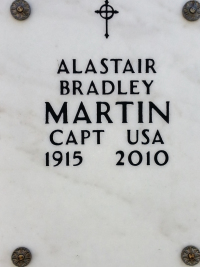 ALASTAIR
BRADLEY
MARTIN
CAPT USA
1915 2010